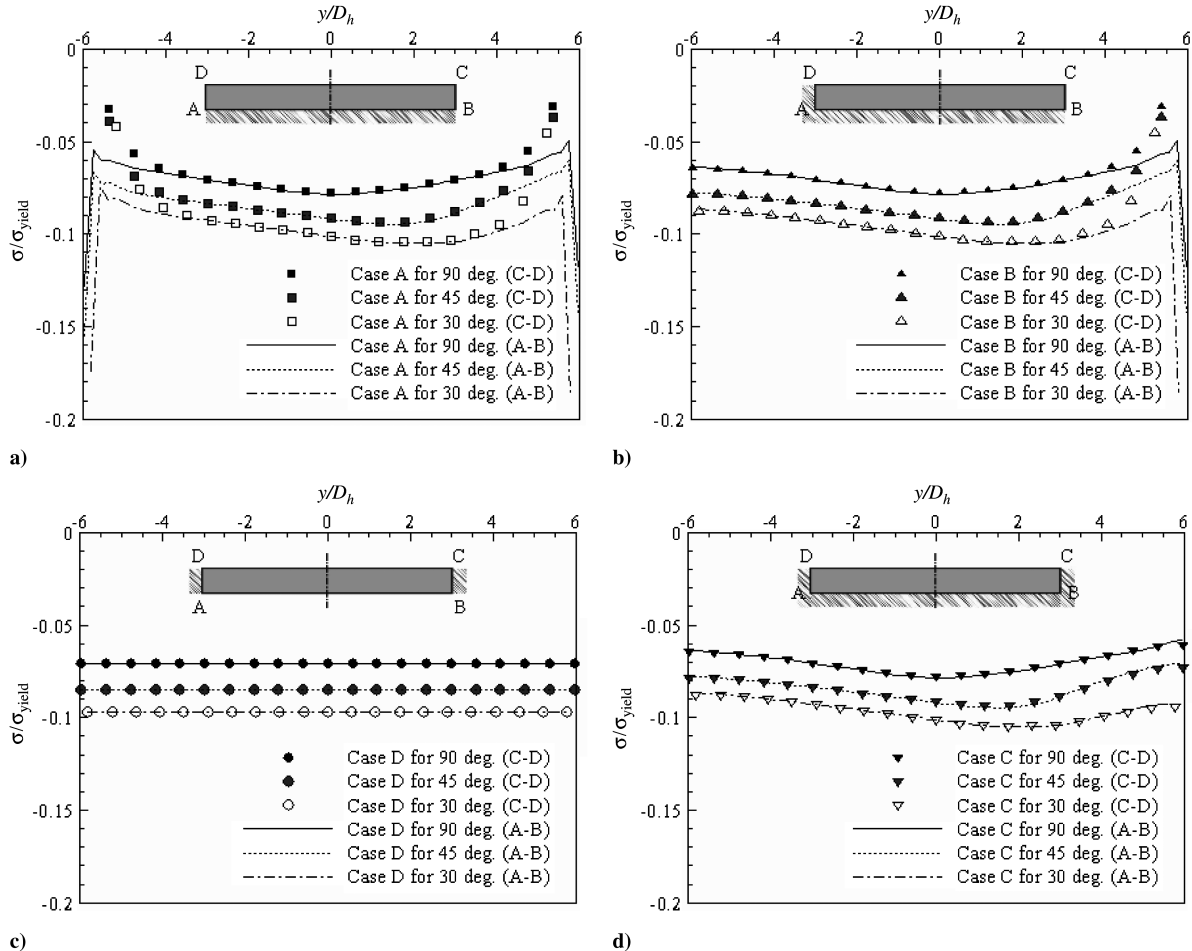 y/Dh
-6 -4 -2 0 2 4 6
0
-0.05
-0.1
-0.15
-0.2
σ/σyield
D C
A B
Case A for 90 deg. (C-D)
Case A for 45 deg. (C-D)
Case A for 30 deg. (C-D)
Case A for 90 deg. (A-B)
Case A for 45 deg. (A-B)
Case A for 30 deg. (A-B)
a)
y/Dh
-6 -4 -2 0 2 4 6
0
-0.05
-0.1
-0.15
-0.2
σ/σyield
D C
A B
Case B for 90 deg. (C-D)
Case B for 45 deg. (C-D)
Case B for 30 deg. (C-D)
Case B for 90 deg. (A-B)
Case B for 45 deg. (A-B)
Case B for 30 deg. (A-B)
b)
y/Dh
-6 -4 -2 0 2 4 6
0
-0.05
-0.1
-0.15
-0.2
σ/σyield
D C
A B
Case D for 90 deg. (C-D)
Case D for 45 deg. (C-D)
Case D for 30 deg. (C-D)
Case D for 90 deg. (A-B)
Case D for 45 deg. (A-B)
Case D for 30 deg. (A-B)
c)
y/Dh
-6 -4 -2 0 2 4 6
0
-0.05
-0.1
-0.15
-0.2
σ/σyield
D C
A B
Case C for 90 deg. (C-D)
Case C for 45 deg. (C-D)
Case C for 30 deg. (C-D)
Case C for 90 deg. (A-B)
Case C for 45 deg. (A-B)
Case C for 30 deg. (A-B)
d)